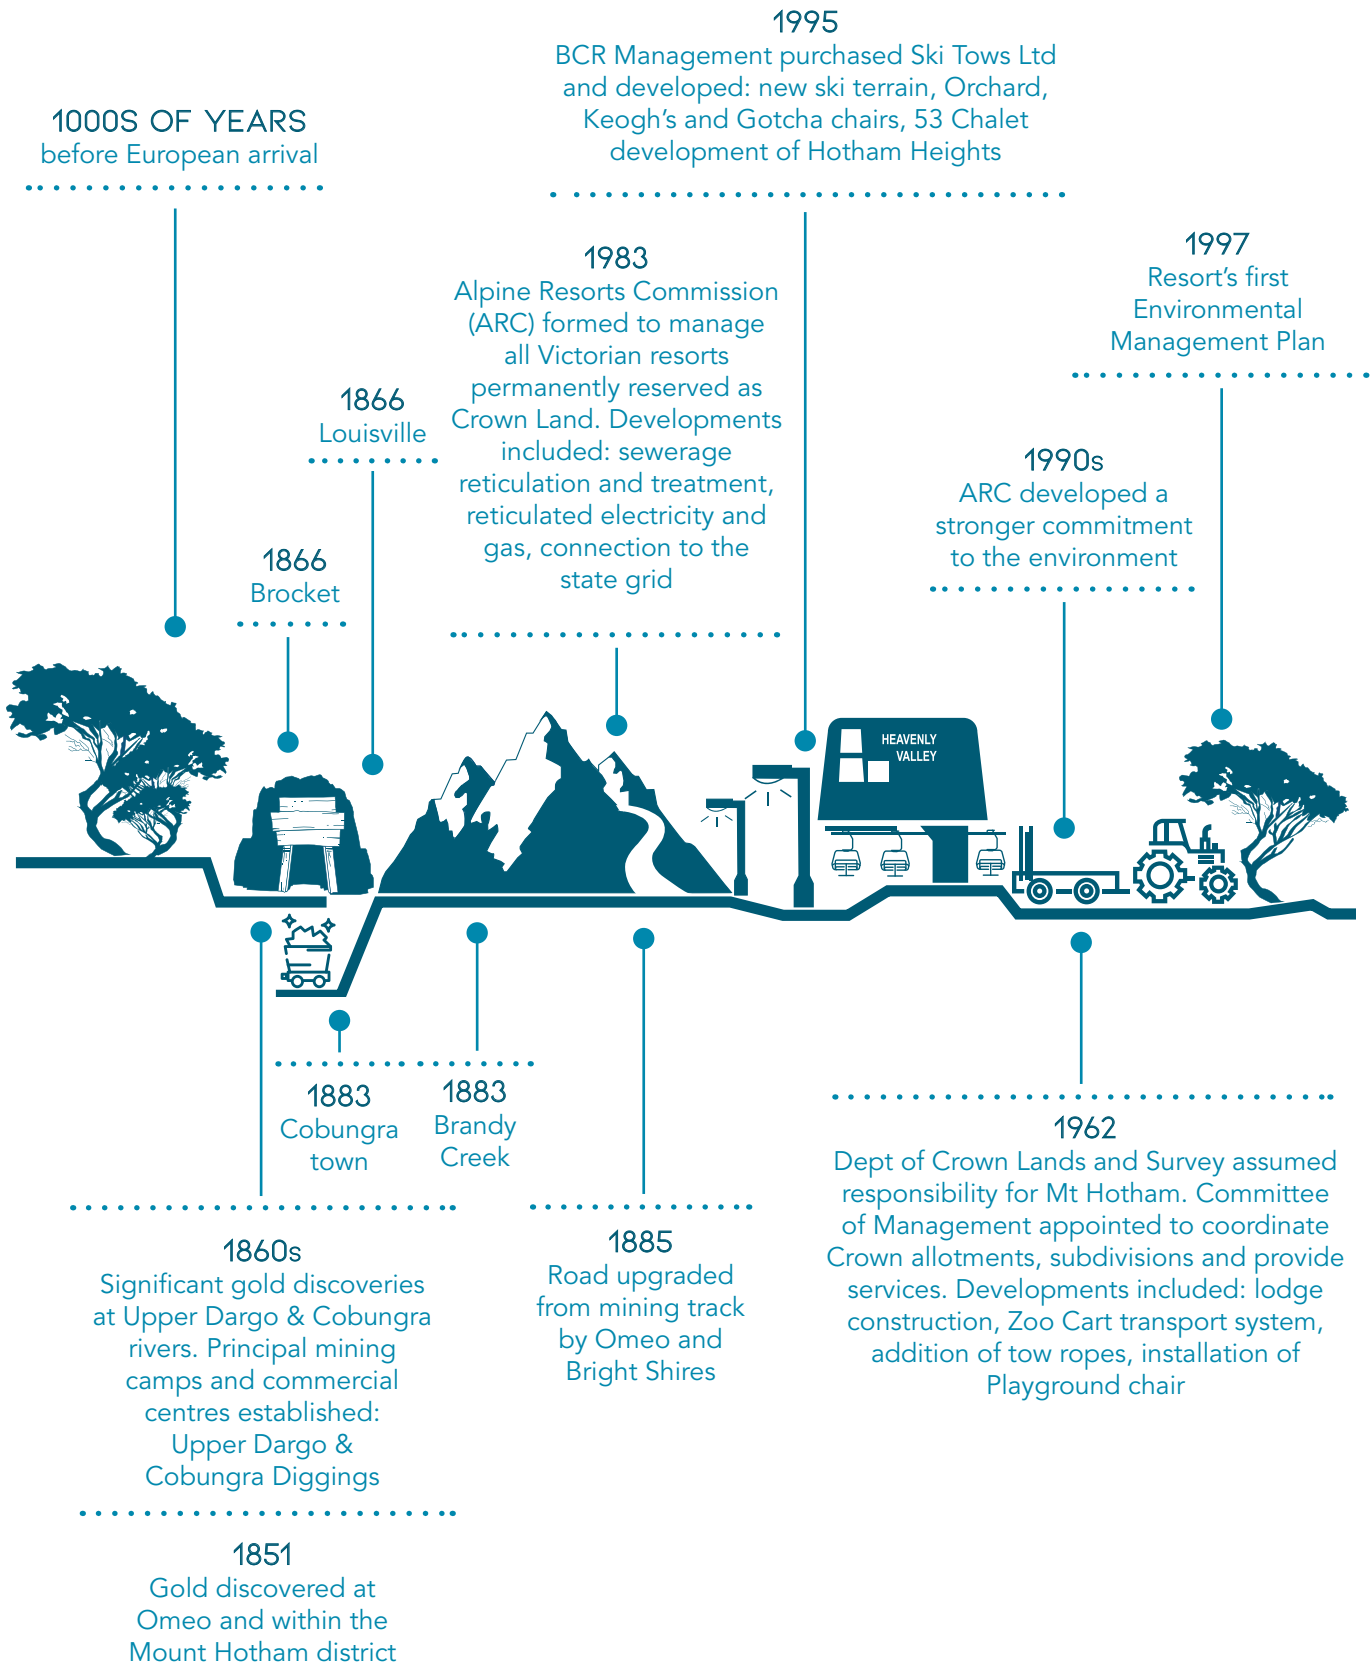 1000S OF YEARS
before European arrival
1995
BCR Management purchased Ski Tows Ltd
and developed: new ski terrain, Orchard,
Keogh’s and Gotcha chairs, 53 Chalet
development of Hotham Heights
1983
Alpine Resorts Commission
(ARC) formed to manage
all Victorian resorts
permanently reserved as
Crown Land. Developments
included: sewerage
reticulation and treatment,
reticulated electricity and
gas, connection to the
state grid
1997
Resort’s first
Environmental
Management Plan
1866
Louisville
1990s
ARC developed a
stronger commitment
to the environment
1866
Brocket
HEAVENLY
VALLEY
1883
Cobungra
town
1883
Brandy
Creek
1962
Dept of Crown Lands and Survey assumed
responsibility for Mt Hotham. Committee
of Management appointed to coordinate
Crown allotments, subdivisions and provide
services. Developments included: lodge
construction, Zoo Cart transport system,
addition of tow ropes, installation of
Playground chair
1860s
Significant gold discoveries
at Upper Dargo & Cobungra
rivers. Principal mining
camps and commercial
centres established:
Upper Dargo &
Cobungra Diggings
1885
Road upgraded
from mining track
by Omeo and
Bright Shires
1851
Gold discovered at
Omeo and within the
Mount Hotham district